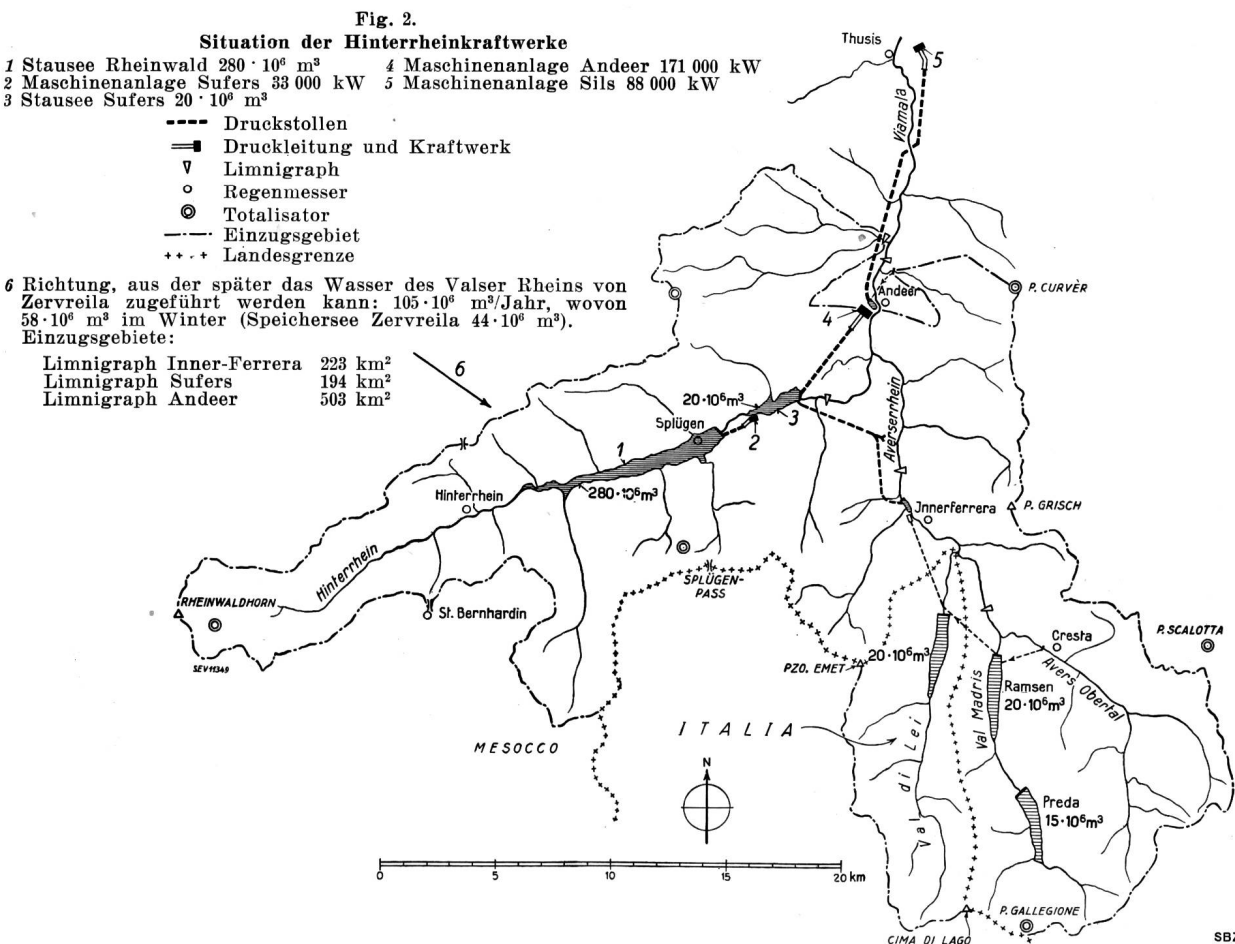 Fig. 2.
Situation der Hinterrheinkraftwerke
1 Stausee Rheinwald 280 · 10⁶ m³
2 Maschinenanlage Sufers 33 000 kW
3 Stausee Sufers 20 · 10⁶ m³
4 Maschinenanlage Andeer 171 000 kW
5 Maschinenanlage Sils 88 000 kW
Druckstollen
Druckleitung und Kraftwerk
Limnigraph
Regenmesser
Totalisator
Einzugsgebiet
Landesgrenze
6 Richtung, aus der später das Wasser des Valser Rheins von
Zervreila zugeführt werden kann: 105·10⁶ m³/Jahr, wovon
58·10⁶ m³ im Winter (Speichersee Zervreila 44·10⁶ m³).
Einzugsgebiete:
Limnigraph Inner-Ferrera 223 km²
Limnigraph Sufers 194 km²
Limnigraph Andeer 503 km²
Thusis
5
Viamala
Andeer
4
P. CURVÈR
6
20·10⁶m³
3
Splügen
2
1
280·10⁶m³
Averserrhein
Hinterrhein
Hinterrhein
Jnnerferrera
P. GRISCH
RHEINWALDHORN
St. Bernhardin
SPLÜGEN-
PASS
SEV11349
PZO. EMET
20·10⁶m³
Cresta
P. SCALOTTA
Avers Obertal
Ramsen
20·10⁶m³
Val Madris
ITALIA
MESOCCO
Val di Lei
Preda
15·10⁶m³
N
0 5 10 15 20 km
P. GALLEGIONE
CIMA DI LAGO
SBZ